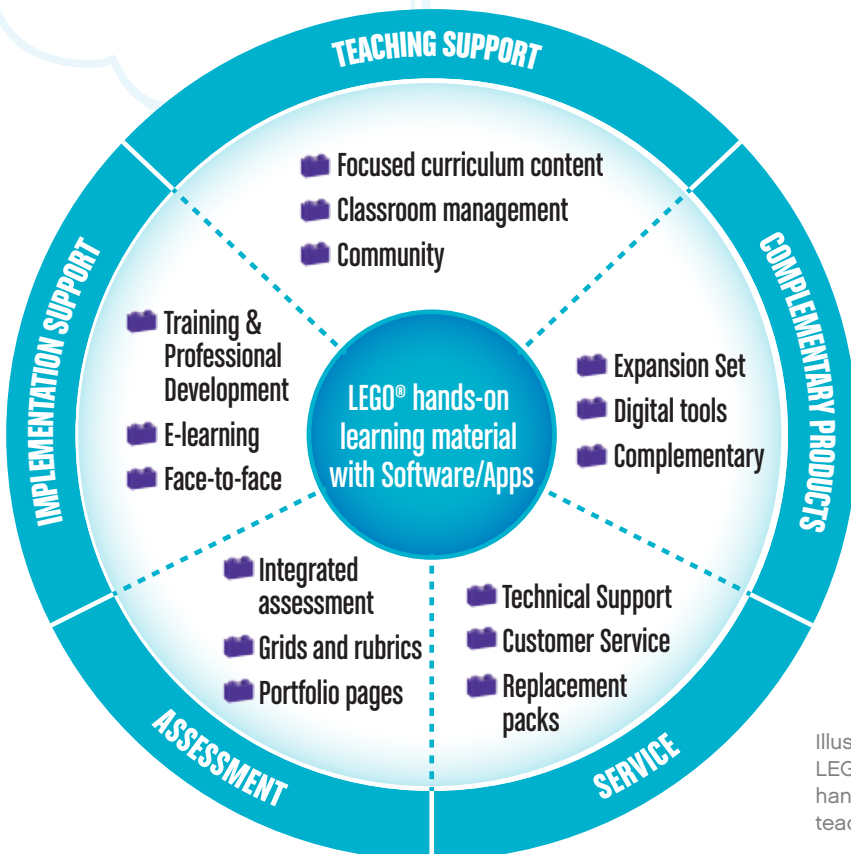 TEACHING SUPPORT
Focused curriculum content
Classroom management
Community
COMPLEMENTARY PRODUCTS
Expansion Set
Digital tools
Complementary
IMPLEMENTATION SUPPORT
Training &
Professional
Development
E-learning
Face-to-face
LEGO® hands-on
learning material
with Software/Apps
Integrated
assessment
Grids and rubrics
Portfolio pages
ASSESSMENT
Technical Support
Customer Service
Replacement
packs
SERVICE